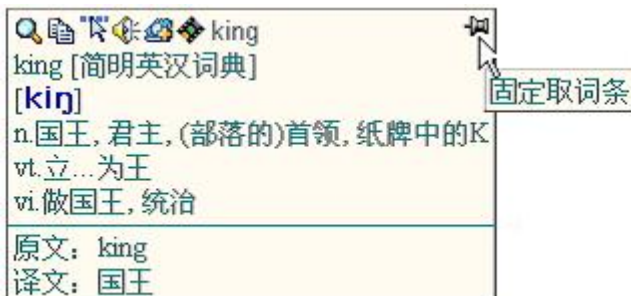 king
king [简明英汉词典]
[kiŋ]
固定取词条
n.国王, 君主, (部落的)首领, 纸牌中的K
vt.立...为王
vi.做国王, 统治
原文：king
译文：国王